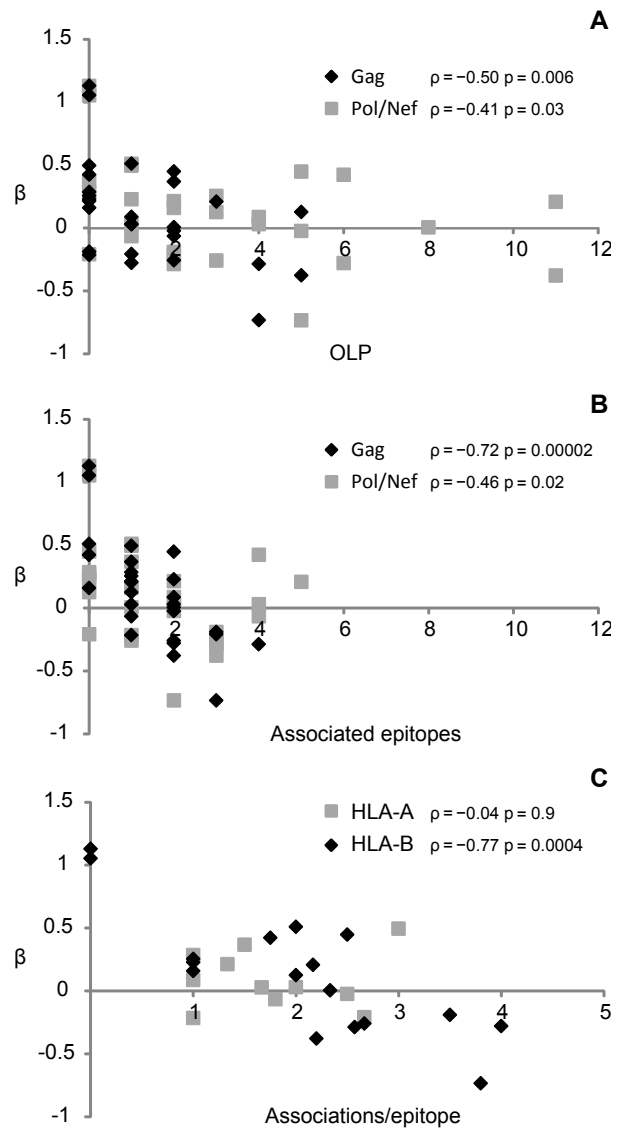 A
1.5
1
0.5
0
-0.5
-1
β
Gag ρ = −0.50 p = 0.006
Pol/Nef ρ = −0.41 p = 0.03
2 4 6 8 10 12
OLP
B
1.5
1
0.5
0
-0.5
-1
β
Gag ρ = −0.72 p = 0.00002
Pol/Nef ρ = −0.46 p = 0.02
2 4 6 8 10 12
Associated epitopes
C
1.5
1
0.5
0
-0.5
-1
β
HLA-A ρ = −0.04 p = 0.9
HLA-B ρ = −0.77 p = 0.0004
1 2 3 4 5
Associations/epitope